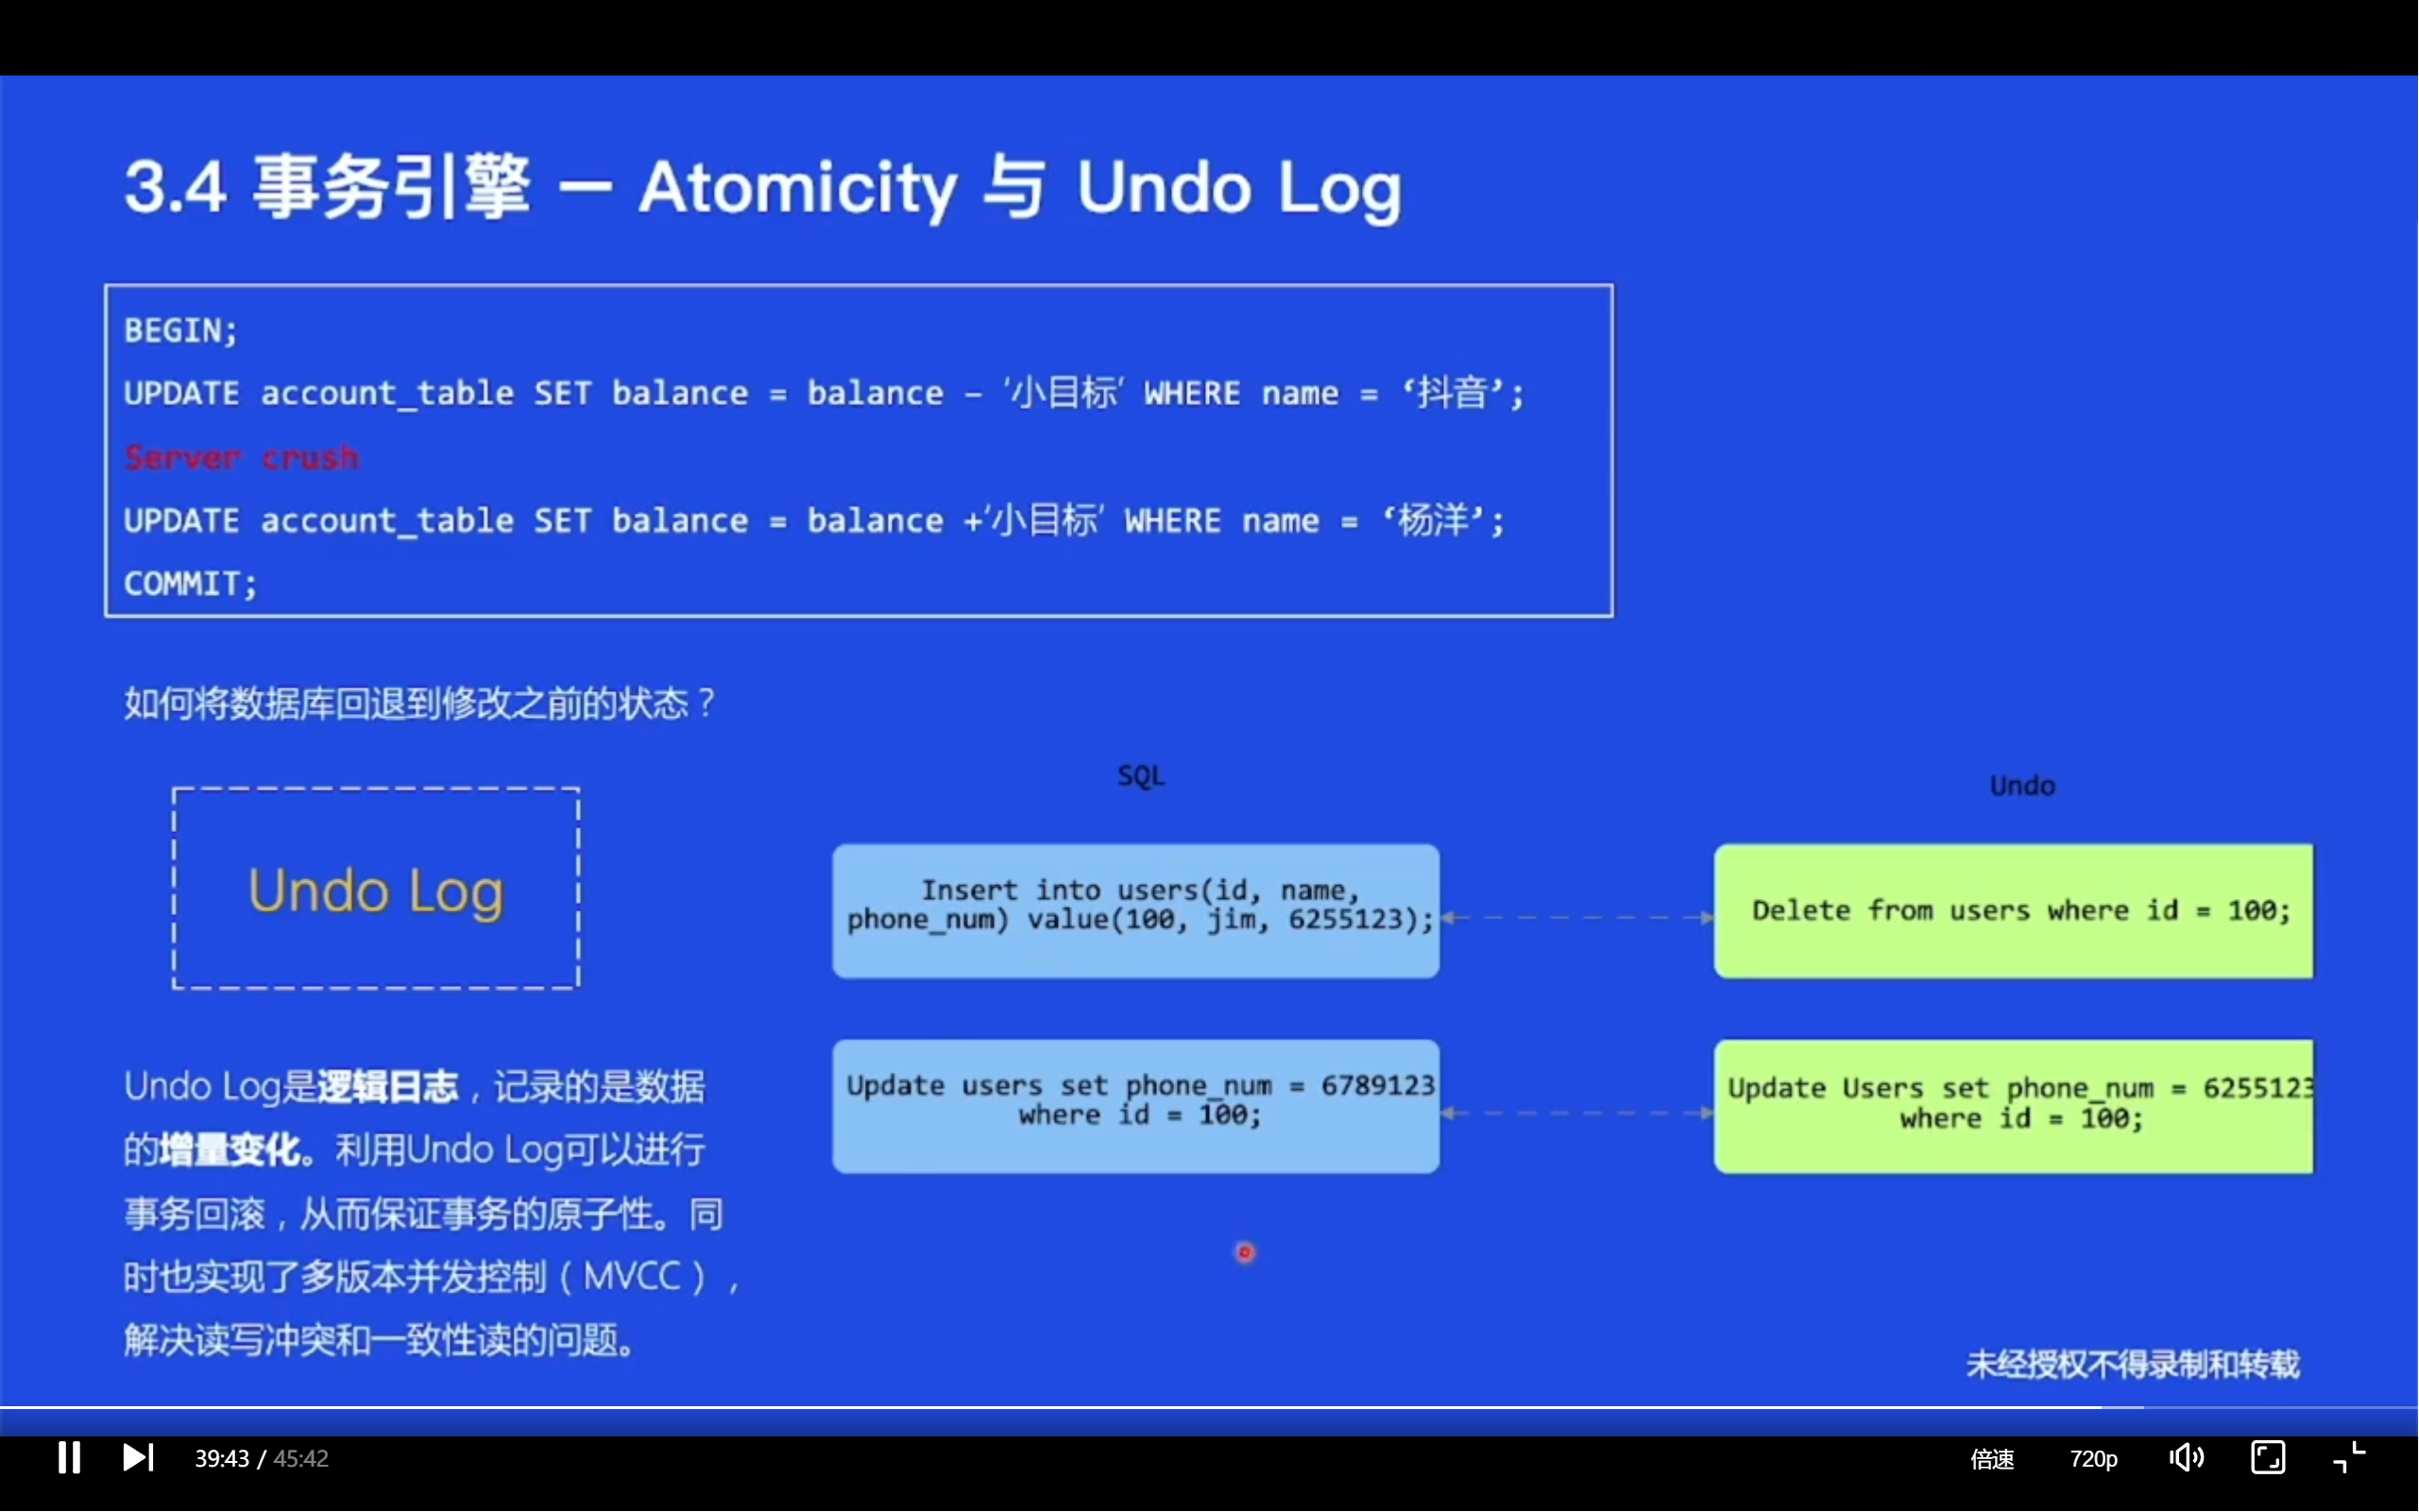 3.4 事务引擎 — Atomicity 与 Undo Log
BEGIN;
UPDATE account_table SET balance = balance – '小目标' WHERE name = ‘抖音’;
Server crush
UPDATE account_table SET balance = balance +'小目标' WHERE name = ‘杨洋’;
COMMIT;
如何将数据库回退到修改之前的状态？
Undo Log
Undo Log是逻辑日志，记录的是数据
的增量变化。利用Undo Log可以进行
事务回滚，从而保证事务的原子性。同
时也实现了多版本并发控制（MVCC），
解决读写冲突和一致性读的问题。
SQL
Undo
Insert into users(id, name,
phone_num) value(100, jim, 6255123);
Delete from users where id = 100;
Update users set phone_num = 6789123
where id = 100;
Update Users set phone_num = 6255123
where id = 100;
未经授权不得录制和转载
39:43 / 45:42
倍速
720p